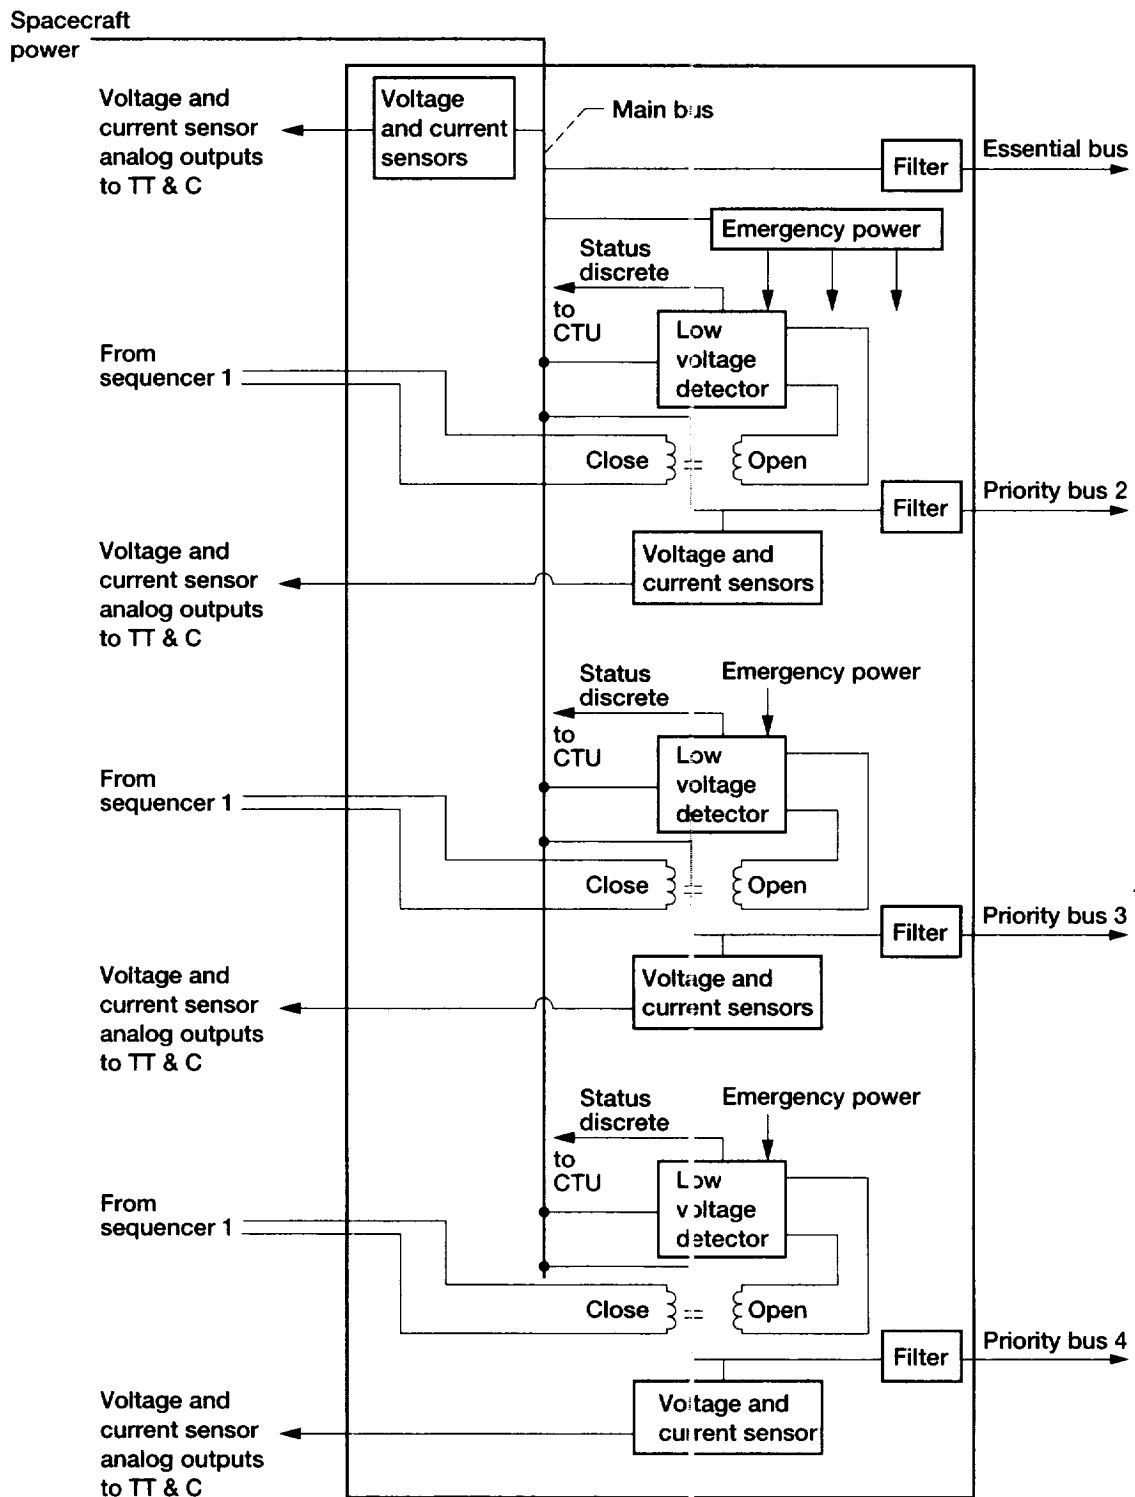 Spacecraft
power
Voltage and
current sensor
analog outputs
to TT & C
Voltage
and current
sensors
Main bus
Filter
Essential bus
Emergency power
Status
discrete
to
CTU
Low
voltage
detector
From
sequencer 1
Close
Open
Filter
Priority bus 2
Voltage and
current sensors
Voltage and
current sensor
analog outputs
to TT & C
Status
discrete
Emergency power
to
CTU
Low
voltage
detector
From
sequencer 1
Close
Open
Filter
Priority bus 3
Voltage and
current sensors
Voltage and
current sensor
analog outputs
to TT & C
Status
discrete
Emergency power
to
CTU
Low
voltage
detector
From
sequencer 1
Close
Open
Filter
Priority bus 4
Voltage and
current sensor
Voltage and
current sensor
analog outputs
to TT & C